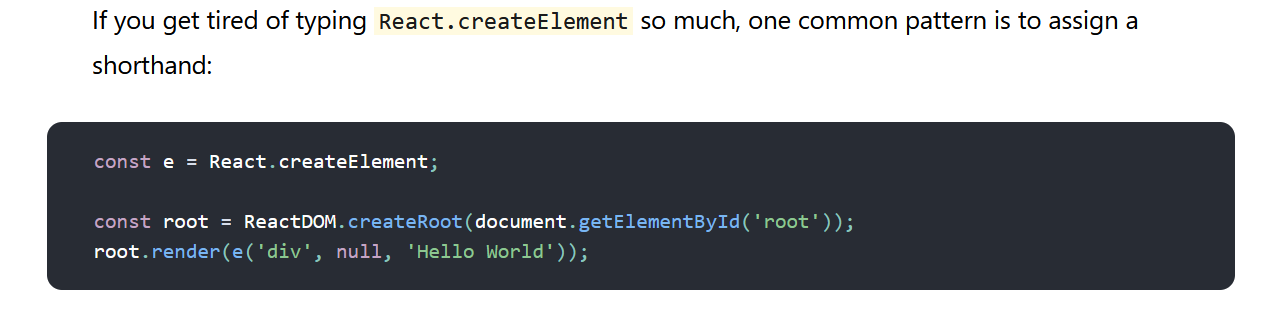 If you get tired of typing React.createElement so much, one common pattern is to assign a
shorthand:
const e = React.createElement;
const root = ReactDOM.createRoot(document.getElementById('root'));
root.render(e('div', null, 'Hello World'));